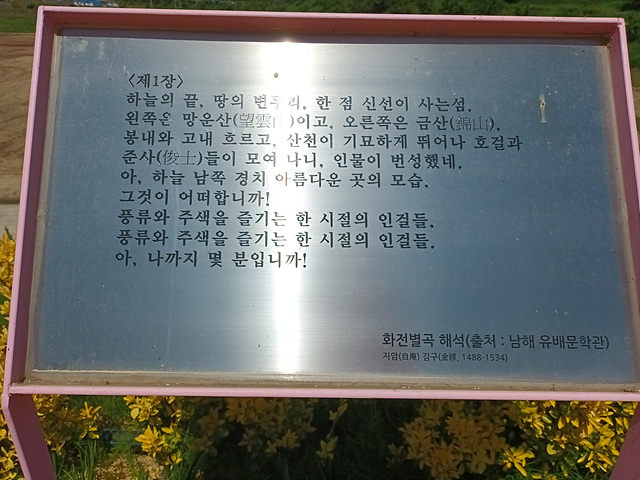 <제1장>
하늘의 끝, 땅의 변두리, 한 점 신선이 사는섬.
왼쪽은 망운산(望雲山)이고, 오른쪽은 금산(錦山),
봉내와 고내 흐르고, 산천이 기묘하게 뛰어나 호걸과
준사(俊士)들이 모여 나니, 인물이 번성했네.
아, 하늘 남쪽 경치 아름다운 곳의 모습.
그것이 어떠합니까!
풍류와 주색을 즐기는 한 시절의 인걸들.
풍류와 주색을 즐기는 한 시절의 인걸들.
아, 나까지 몇 분입니까!
화전별곡 해석(출처 : 남해 유배문학관)
자암(自庵) 김구(金絿, 1488-1534)